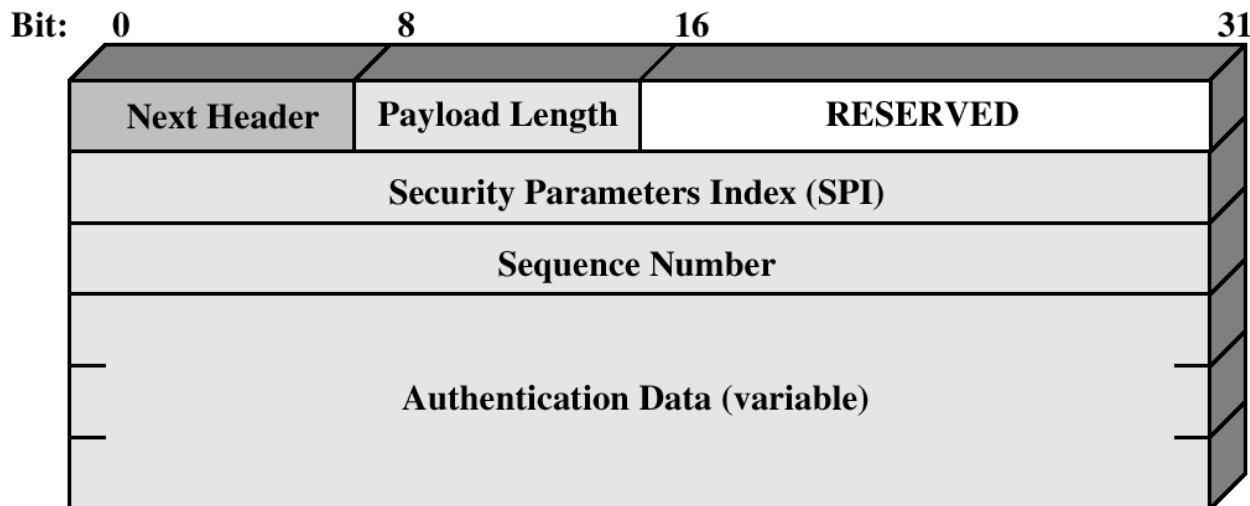 Bit: 0 8 16 31
Next Header Payload Length RESERVED
Security Parameters Index (SPI)
Sequence Number
Authentication Data (variable)